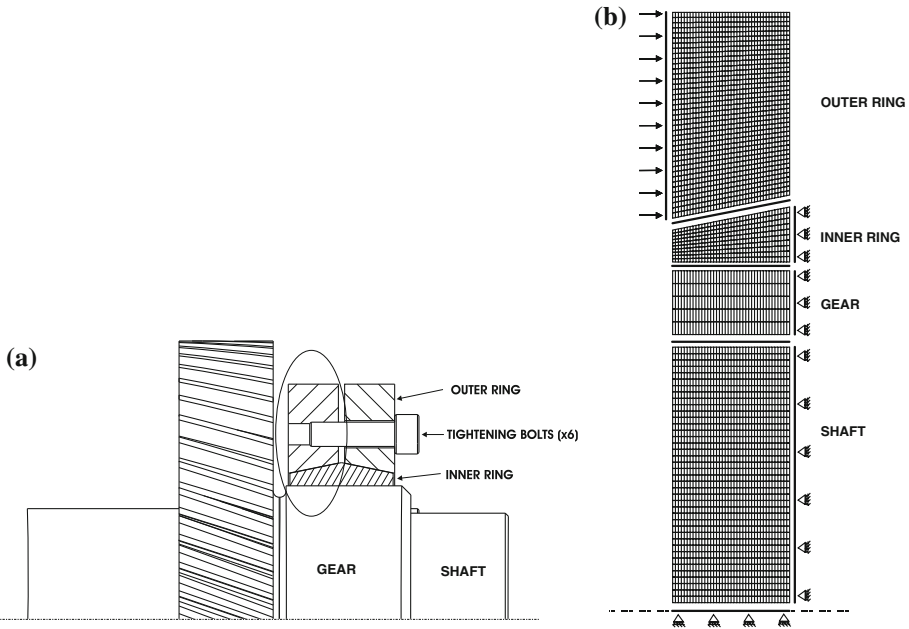 (a)
OUTER RING
TIGHTENING BOLTS (x6)
INNER RING
GEAR
SHAFT
(b)
OUTER RING
INNER RING
GEAR
SHAFT